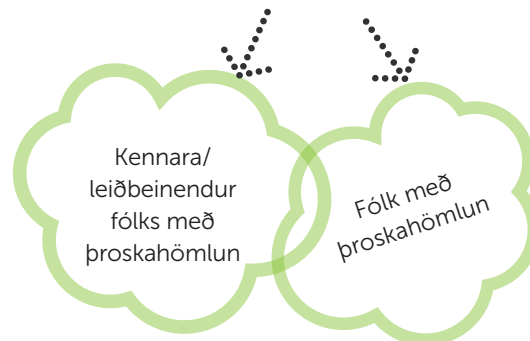 Kennara/
leiðbeinendur
fólks með
þroskahömlun
Fólk með
þroskahömlun